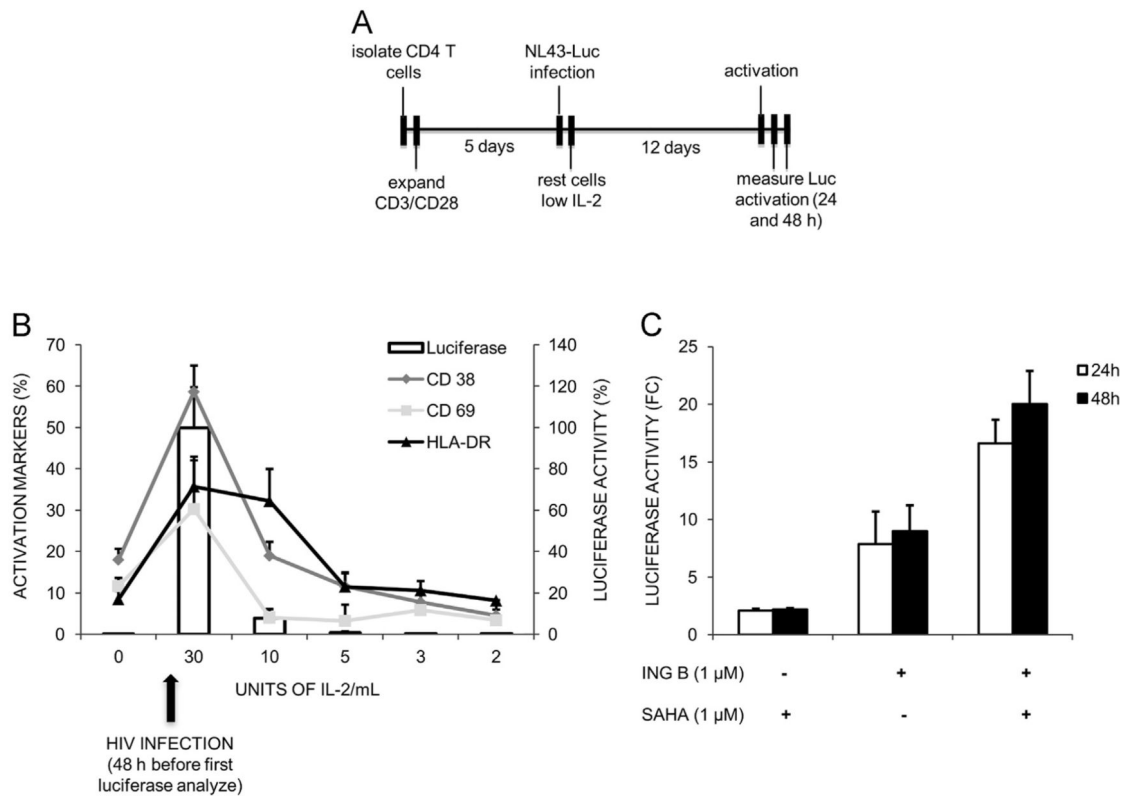 A
isolate CD4 T
cells
NL43-Luc
infection
activation
5 days
12 days
expand
CD3/CD28
rest cells
low IL-2
measure Luc
activation (24
and 48 h)
B
ACTIVATION MARKERS (%)
70
60
50
40
30
20
10
0
Luciferase
CD 38
CD 69
HLA-DR
140
120
100
80
60
40
20
0
LUCIFERASE ACTIVITY (%)
0 30 10 5 3 2
UNITS OF IL-2/mL
HIV INFECTION
(48 h before first
luciferase analyze)
C
LUCIFERASE ACTIVITY (FC)
25
20
15
10
5
0
24h
48h
ING B (1 µM) - + +
SAHA (1 µM) + - +